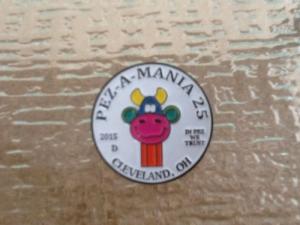 PEZ-A-MANIA 25
2015
D
IN PEZ
WE
TRUST
CLEVELAND, OH